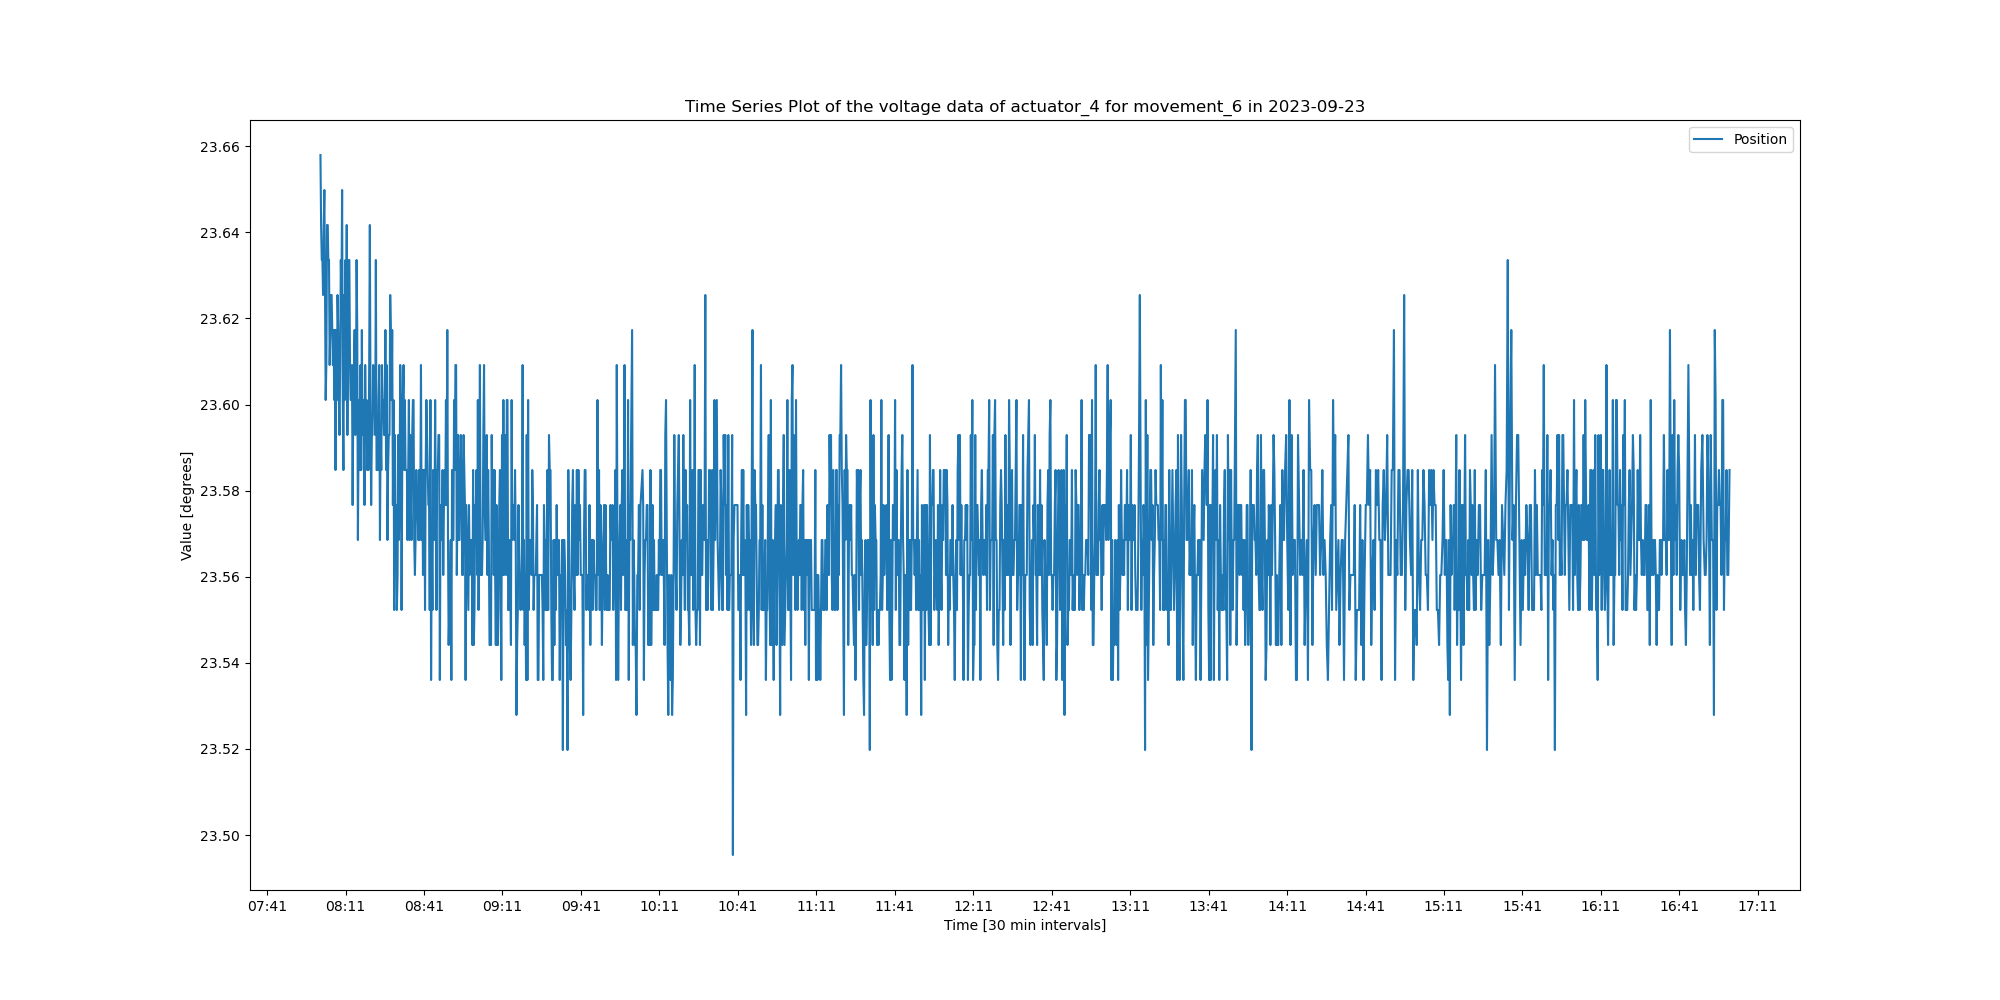 Time Series Plot of the voltage data of actuator_4 for movement_6 in 2023-09-23
Position
23.66
23.64
23.62
23.60
23.58
23.56
23.54
23.52
23.50
Value [degrees]
07:41 08:11 08:41 09:11 09:41 10:11 10:41 11:11 11:41 12:11 12:41 13:11 13:41 14:11 14:41 15:11 15:41 16:11 16:41 17:11
Time [30 min intervals]